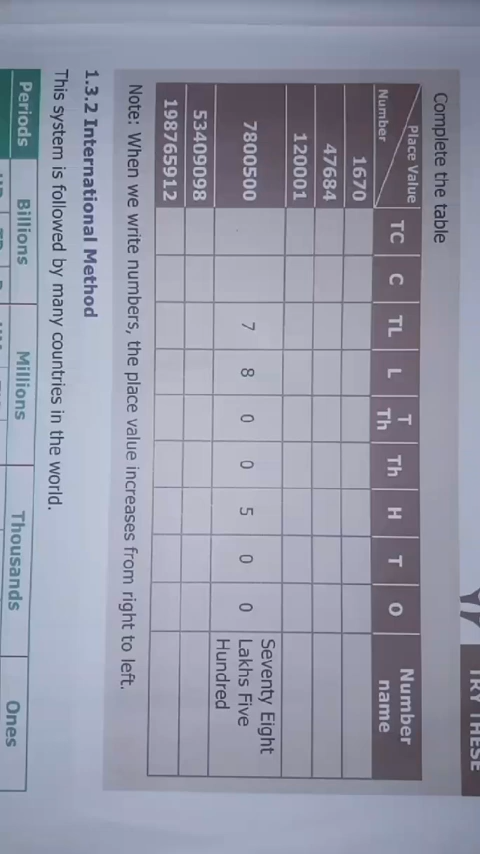 TRY THESE
Complete the table
Place Value
Number
TC C TL L T Th Th H T O Number name
1670
47684
120001
7800500 7 8 0 0 5 0 0 Seventy Eight
Lakhs Five
Hundred
53409098
198765912
Note: When we write numbers, the place value increases from right to left.
1.3.2 International Method
This system is followed by many countries in the world.
Periods Billions Millions Thousands Ones